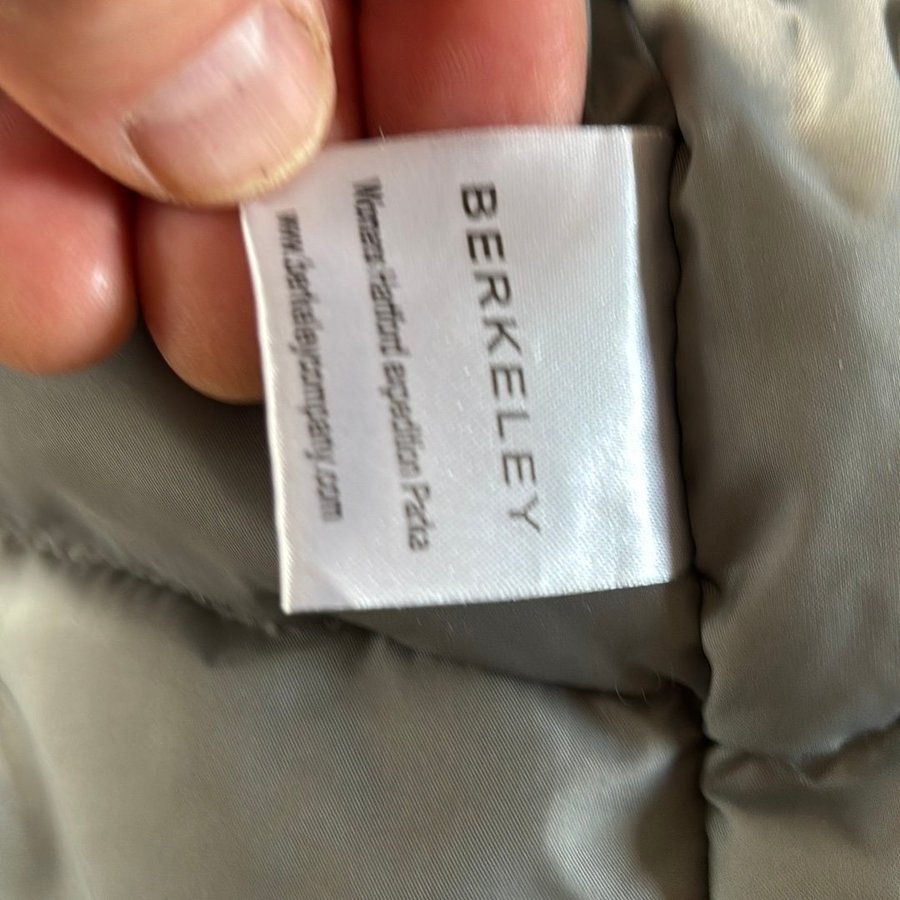 BERKELEY
Womens Hartford expedition Parka
www.berkeleycompany.com